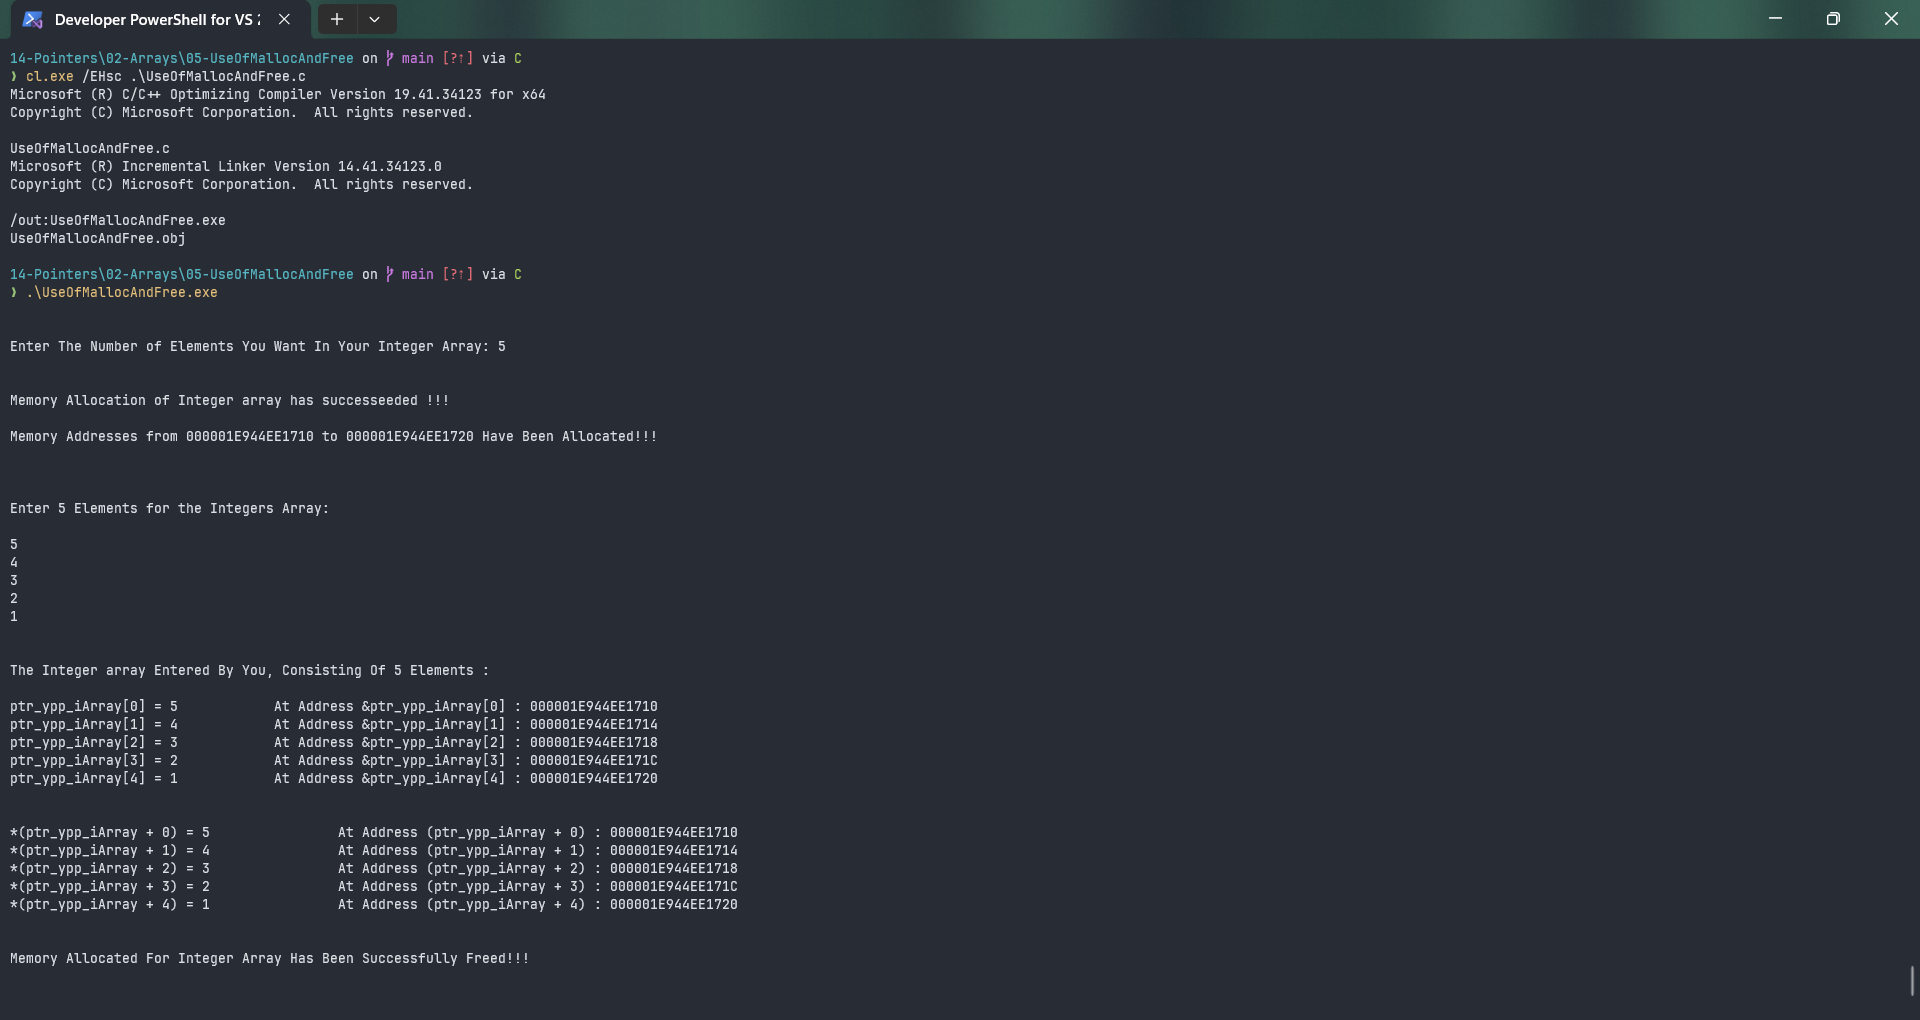 Developer PowerShell for VS 2
14-Pointers\02-Arrays\05-UseOfMallocAndFree on main [?↑] via C
❯ cl.exe /EHsc .\UseOfMallocAndFree.c
Microsoft (R) C/C++ Optimizing Compiler Version 19.41.34123 for x64
Copyright (C) Microsoft Corporation.  All rights reserved.
UseOfMallocAndFree.c
Microsoft (R) Incremental Linker Version 14.41.34123.0
Copyright (C) Microsoft Corporation.  All rights reserved.
/out:UseOfMallocAndFree.exe
UseOfMallocAndFree.obj
14-Pointers\02-Arrays\05-UseOfMallocAndFree on main [?↑] via C
❯ .\UseOfMallocAndFree.exe
Enter The Number of Elements You Want In Your Integer Array: 5
Memory Allocation of Integer array has successeeded !!!
Memory Addresses from 000001E944EE1710 to 000001E944EE1720 Have Been Allocated!!!
Enter 5 Elements for the Integers Array:
5
4
3
2
1
The Integer array Entered By You, Consisting Of 5 Elements :
ptr_ypp_iArray[0] = 5            At Address &ptr_ypp_iArray[0] : 000001E944EE1710
ptr_ypp_iArray[1] = 4            At Address &ptr_ypp_iArray[1] : 000001E944EE1714
ptr_ypp_iArray[2] = 3            At Address &ptr_ypp_iArray[2] : 000001E944EE1718
ptr_ypp_iArray[3] = 2            At Address &ptr_ypp_iArray[3] : 000001E944EE171C
ptr_ypp_iArray[4] = 1            At Address &ptr_ypp_iArray[4] : 000001E944EE1720
*(ptr_ypp_iArray + 0) = 5                At Address (ptr_ypp_iArray + 0) : 000001E944EE1710
*(ptr_ypp_iArray + 1) = 4                At Address (ptr_ypp_iArray + 1) : 000001E944EE1714
*(ptr_ypp_iArray + 2) = 3                At Address (ptr_ypp_iArray + 2) : 000001E944EE1718
*(ptr_ypp_iArray + 3) = 2                At Address (ptr_ypp_iArray + 3) : 000001E944EE171C
*(ptr_ypp_iArray + 4) = 1                At Address (ptr_ypp_iArray + 4) : 000001E944EE1720
Memory Allocated For Integer Array Has Been Successfully Freed!!!